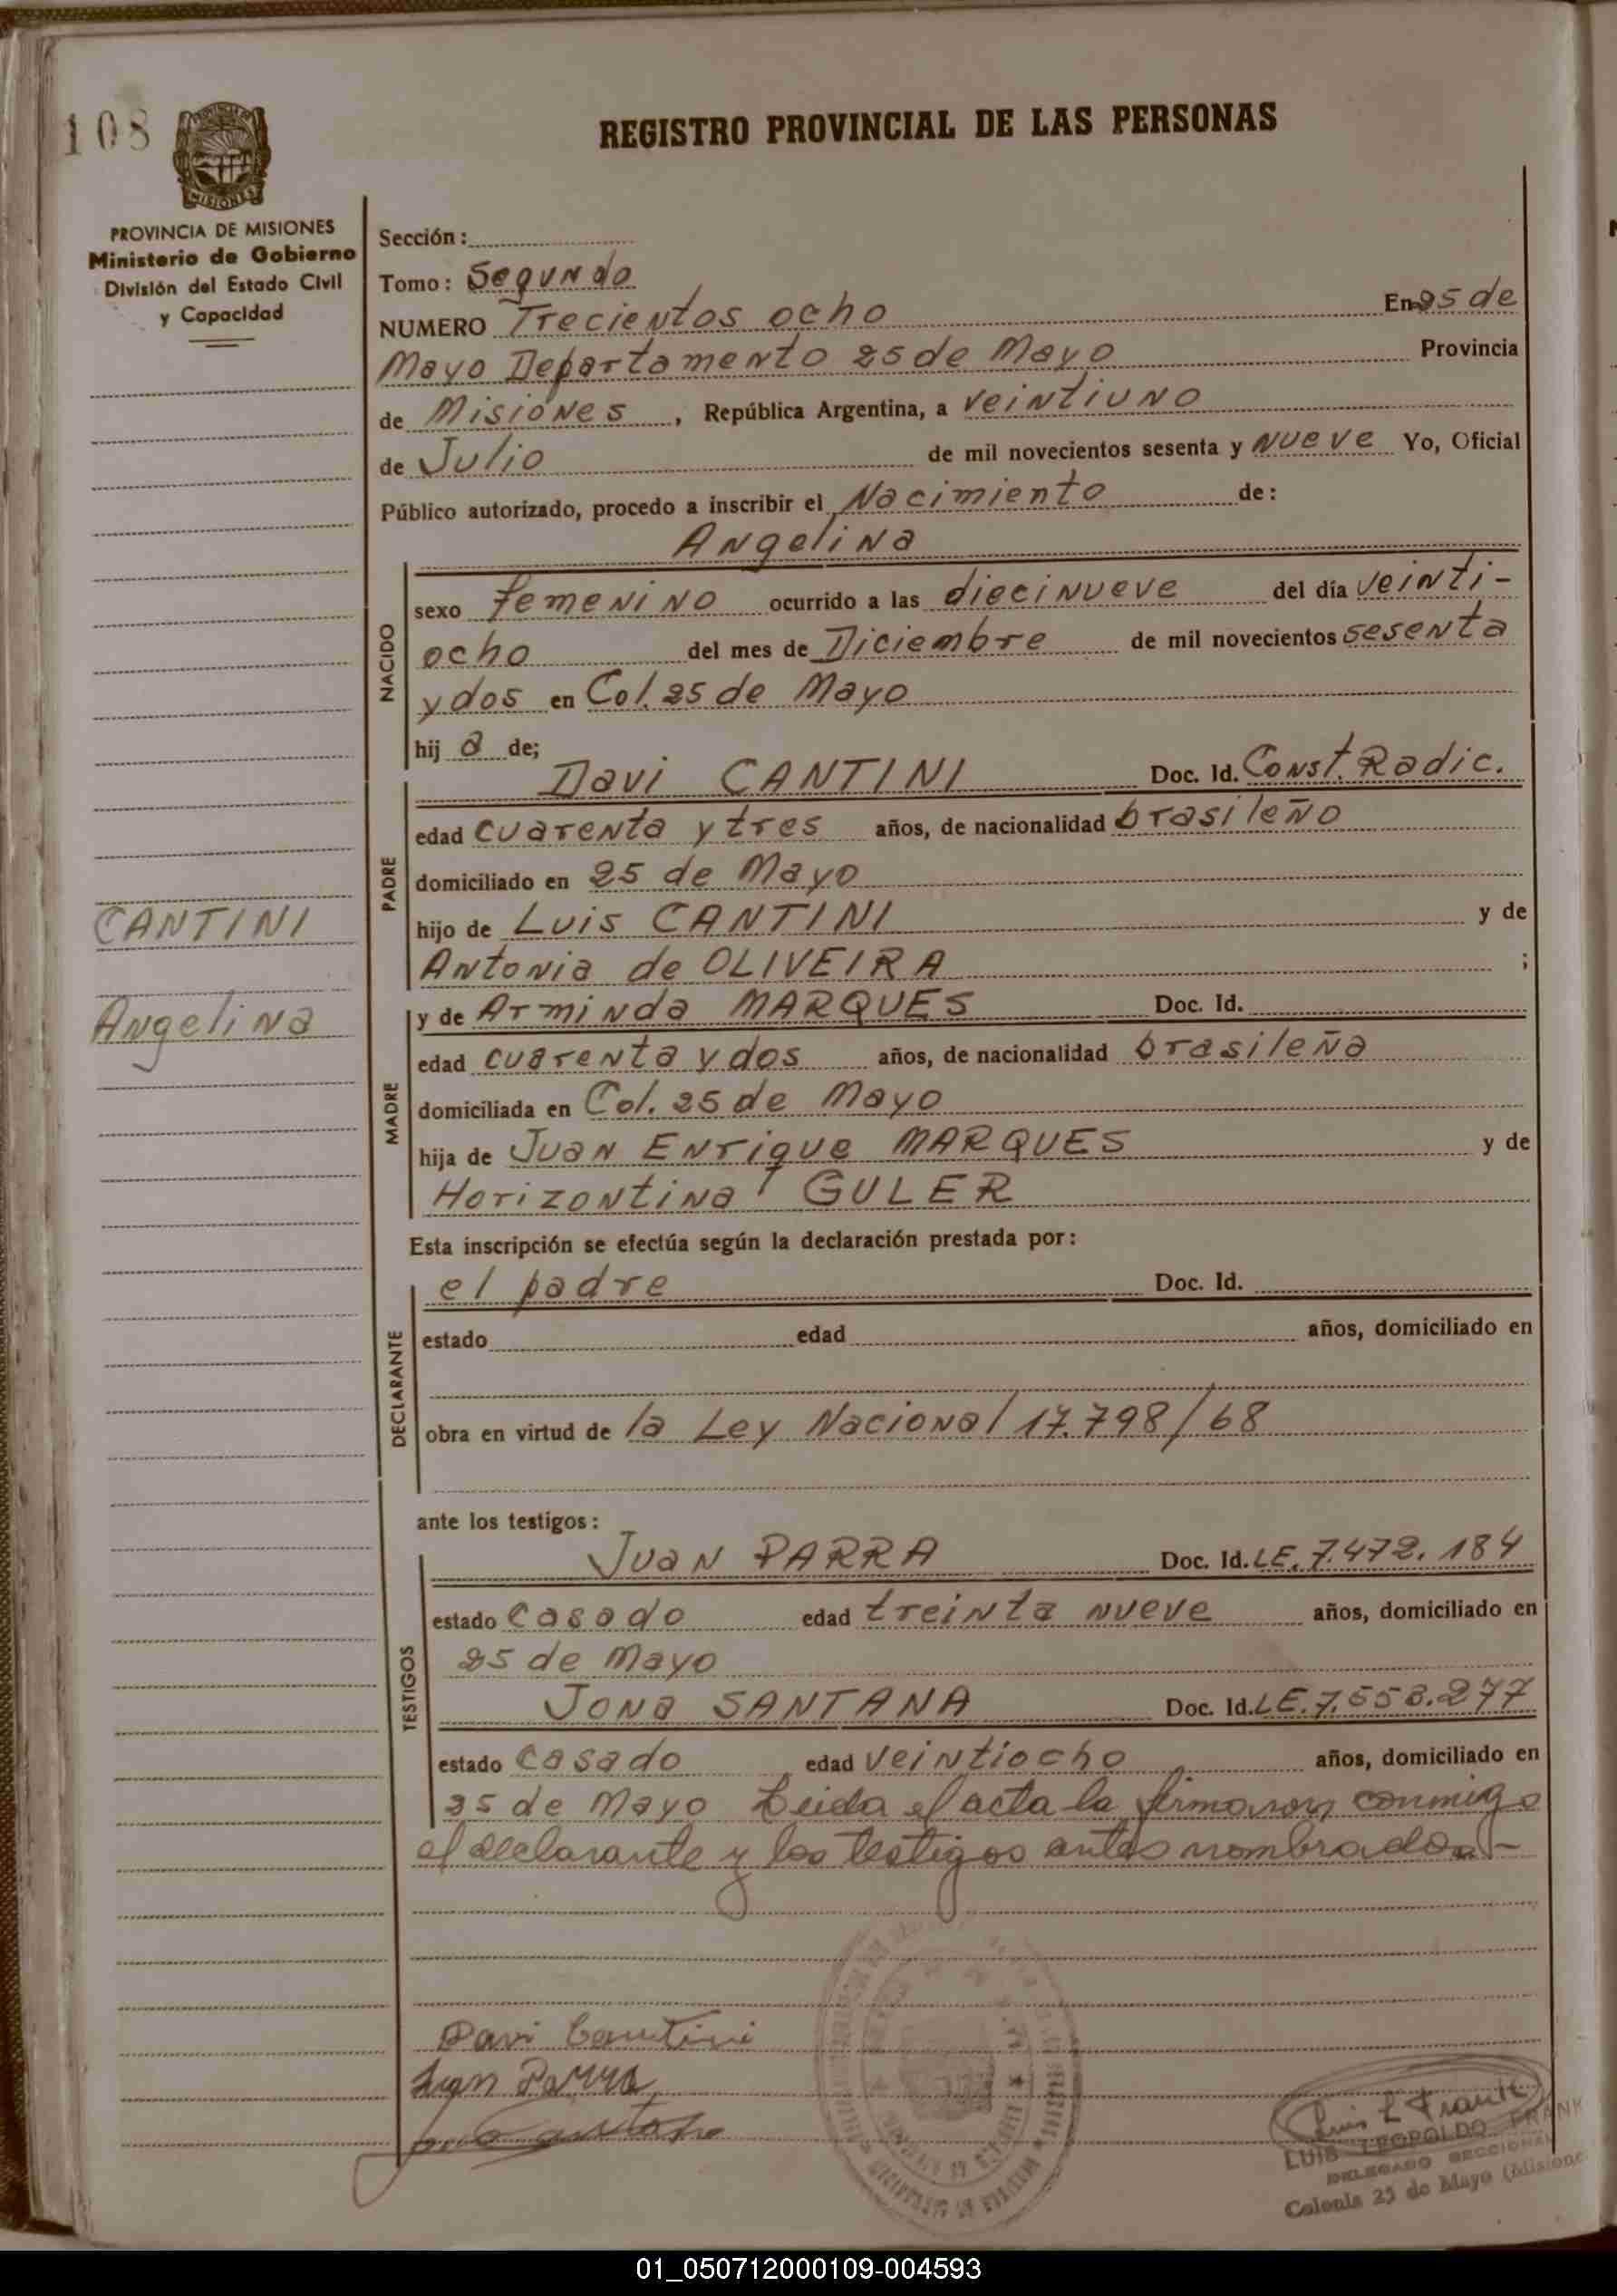 108
REGISTRO PROVINCIAL DE LAS PERSONAS
MISIONES
PROVINCIA DE MISIONES
Ministerio de Gobierno
División del Estado Civil
y Capacidad
Sección:
Tomo: Segundo
NUMERO Trecientos ocho En 25 de
Mayo Departamento 25 de Mayo Provincia
de Misiones, República Argentina, a veintiuno
de Julio de mil novecientos sesenta y nueve Yo, Oficial
Público autorizado, procedo a inscribir el Nacimiento de:
Angelina
NACIDO
sexo femenino ocurrido a las diecinueve del día veinti-
ocho del mes de Diciembre de mil novecientos sesenta
y dos en Col. 25 de Mayo
hij a de;
Davi CANTINI Doc. Id. Const. Radic.
PADRE
edad cuarenta y tres años, de nacionalidad brasileño
domiciliado en 25 de Mayo
hijo de Luis CANTINI y de
Antonia de OLIVEIRA ;
CANTINI
Angelina
y de Arminda MARQUES Doc. Id.
MADRE
edad cuarenta y dos años, de nacionalidad brasileña
domiciliada en Col. 25 de Mayo
hija de Juan Enrique MARQUES y de
Horizontina GULER
Esta inscripción se efectúa según la declaración prestada por:
el padre Doc. Id.
DECLARANTE
estado edad años, domiciliado en
obra en virtud de la Ley Nacional 17.798/68
ante los testigos:
Juan PARRA Doc. Id. LE. 7.472.184
TESTIGOS
estado Casado edad treinta nueve años, domiciliado en
25 de Mayo
Jona SANTANA Doc. Id. LE. 7.553.277
estado Casado edad veintiocho años, domiciliado en
25 de Mayo Leida el acta la firmaron conmigo
el declarante y los testigos antes nombrados.-
Davi Cantini
Juan Parra
Luis L Frank
LUIS LEOPOLDO FRANK
DELEGADO SECCIONAL
Colonia 25 de Mayo (Misione
01_050712000109-004593